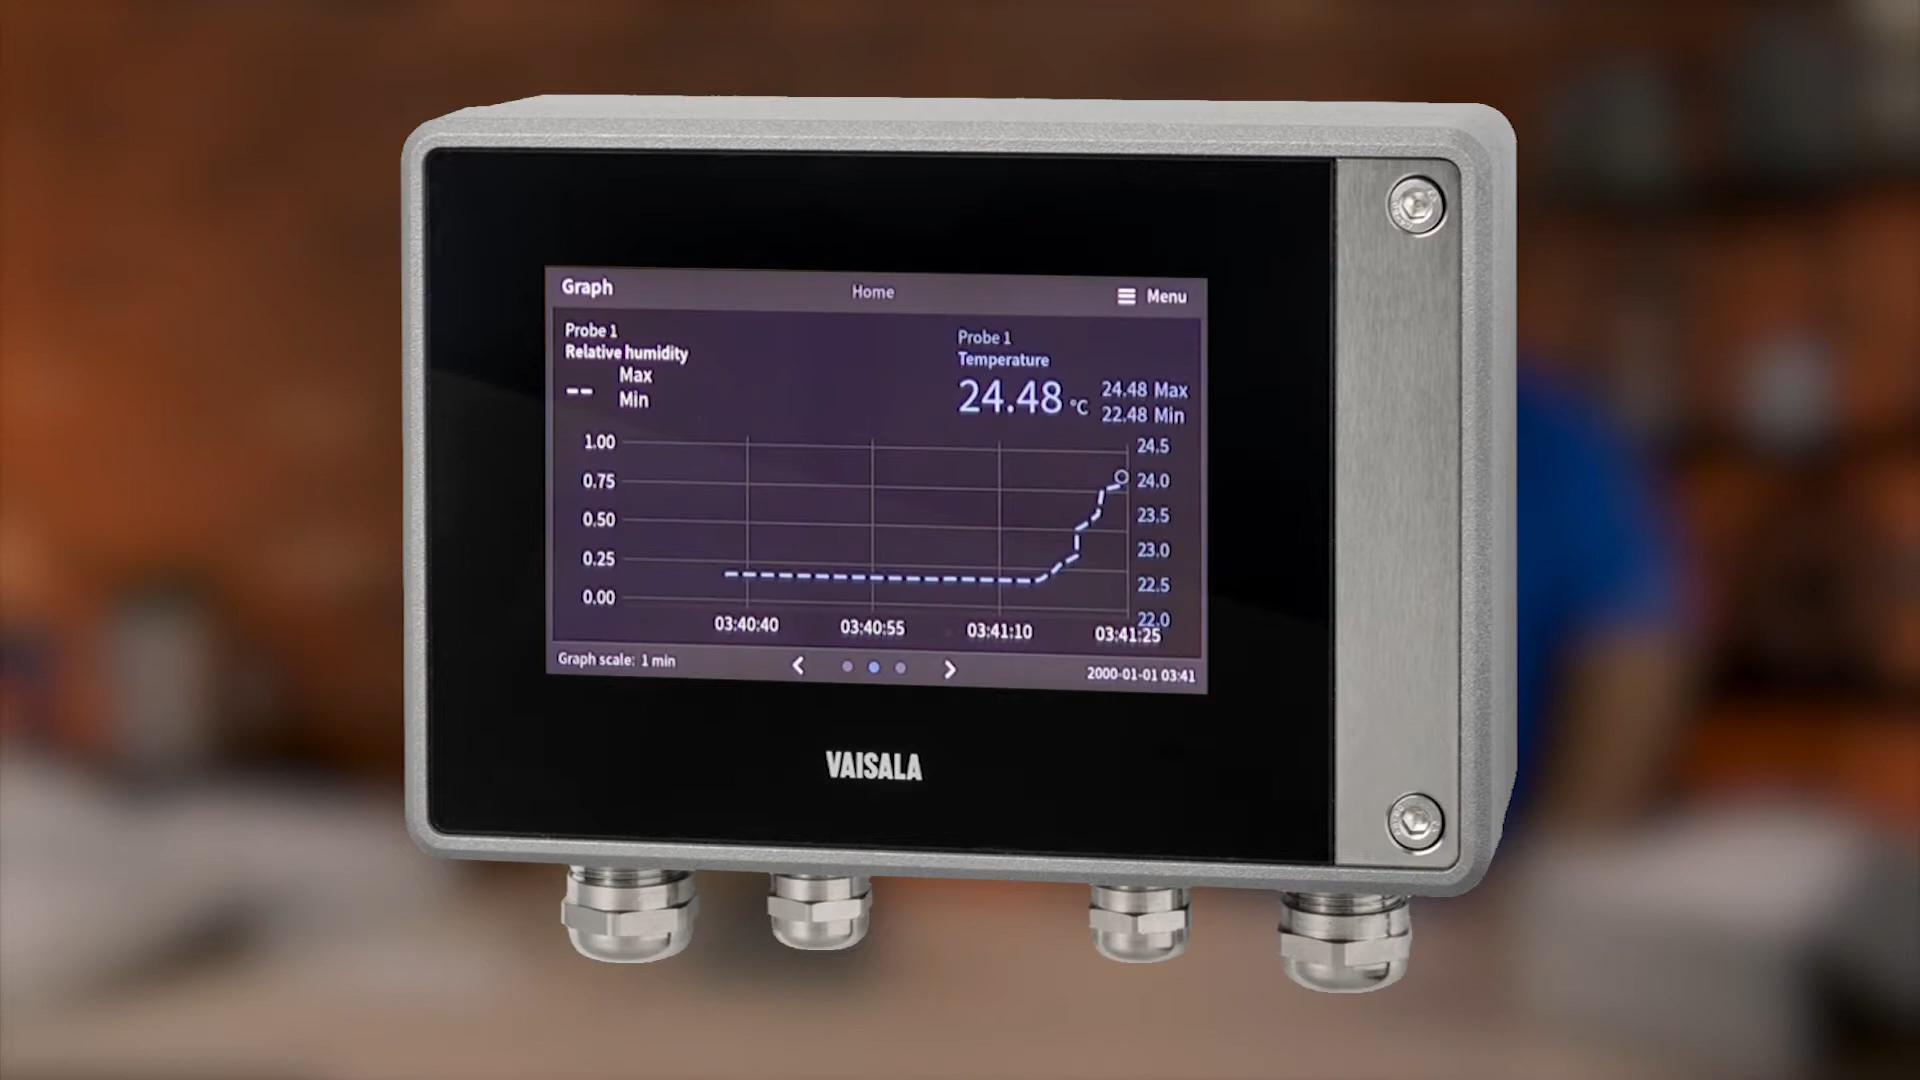 Graph
Home
Menu
Probe 1
Relative humidity
-- Max
Min
Probe 1
Temperature
24.48 °C 24.48 Max
22.48 Min
1.00
0.75
0.50
0.25
0.00
24.5
24.0
23.5
23.0
22.5
22.0
03:40:40 03:40:55 03:41:10 03:41:25
Graph scale: 1 min
2000-01-01 03:41
VAISALA